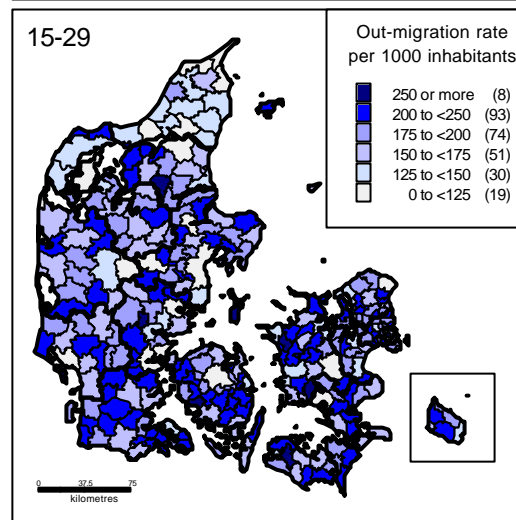 15-29
Out-migration rate
per 1000 inhabitants
250 or more (8)
200 to <250 (93)
175 to <200 (74)
150 to <175 (51)
125 to <150 (30)
0 to <125 (19)
0 37.5 75
kilometres